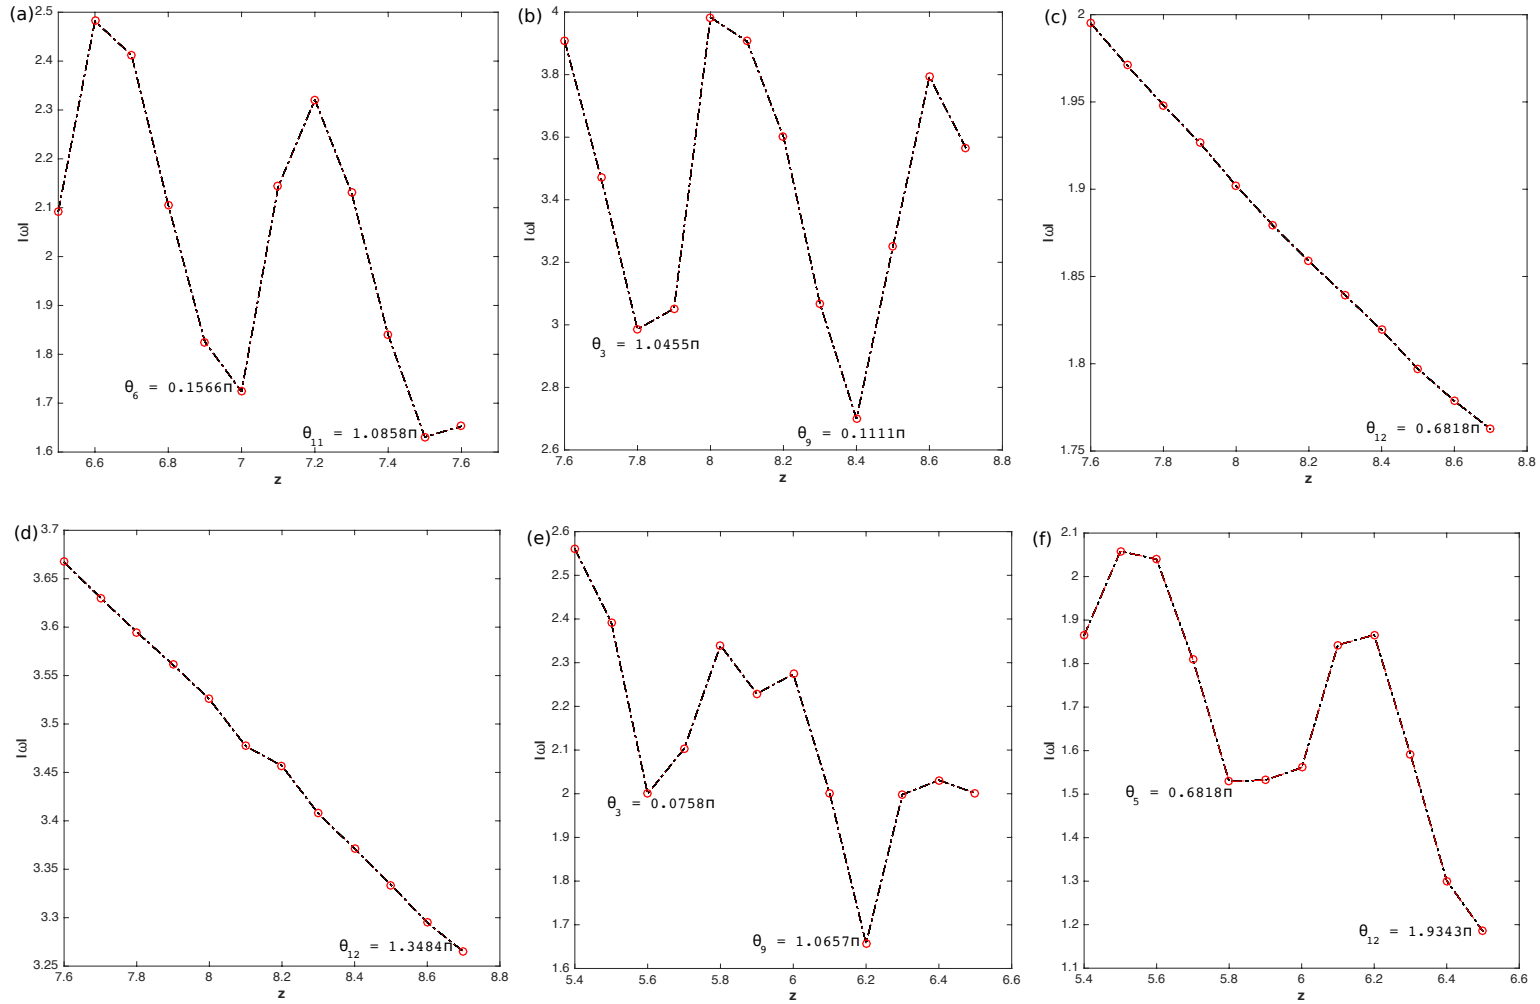 (a)
2.5
2.4
2.3
2.2
2.1
2
1.9
1.8
1.7
1.6
|ω|
θ6 = 0.1566π
θ11 = 1.0858π
6.6 6.8 7 7.2 7.4 7.6
z
(b)
4
3.8
3.6
3.4
3.2
3
2.8
2.6
|ω|
θ3 = 1.0455π
θ9 = 0.1111π
7.6 7.8 8 8.2 8.4 8.6 8.8
z
(c)
2
1.95
1.9
1.85
1.8
1.75
|ω|
θ12 = 0.6818π
7.6 7.8 8 8.2 8.4 8.6 8.8
z
(d)
3.7
3.65
3.6
3.55
3.5
3.45
3.4
3.35
3.3
3.25
|ω|
θ12 = 1.3484π
7.6 7.8 8 8.2 8.4 8.6 8.8
z
(e)
2.6
2.5
2.4
2.3
2.2
2.1
2
1.9
1.8
1.7
1.6
|ω|
θ3 = 0.0758π
θ9 = 1.0657π
5.4 5.6 5.8 6 6.2 6.4 6.6
z
(f)
2.1
2
1.9
1.8
1.7
1.6
1.5
1.4
1.3
1.2
1.1
|ω|
θ5 = 0.6818π
θ12 = 1.9343π
5.4 5.6 5.8 6 6.2 6.4 6.6
z